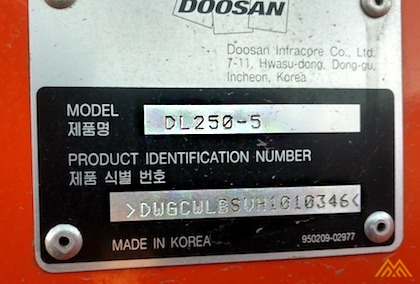 DOOSAN
Doosan Infracore Co., Ltd.
7-11, Hwasu-dong, Dong-gu,
Incheon, Korea
MODEL
제품명
DL250-5
PRODUCT IDENTIFICATION NUMBER
제품 식별 번호
>DWGCWLBSVH1010346<
MADE IN KOREA
950209-02977